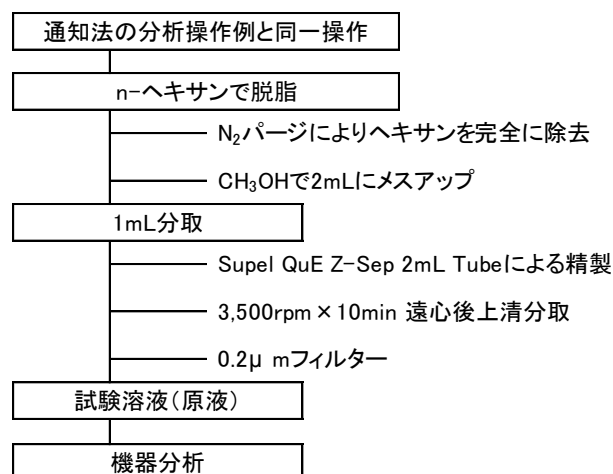 通知法の分析操作例と同一操作
n-ヘキサンで脱脂
N₂パージによりヘキサンを完全に除去
CH₃OHで2mLにメスアップ
1mL分取
Supel QuE Z-Sep 2mL Tubeによる精製
3,500rpm×10min 遠心後上清分取
0.2μ mフィルター
試験溶液(原液)
機器分析